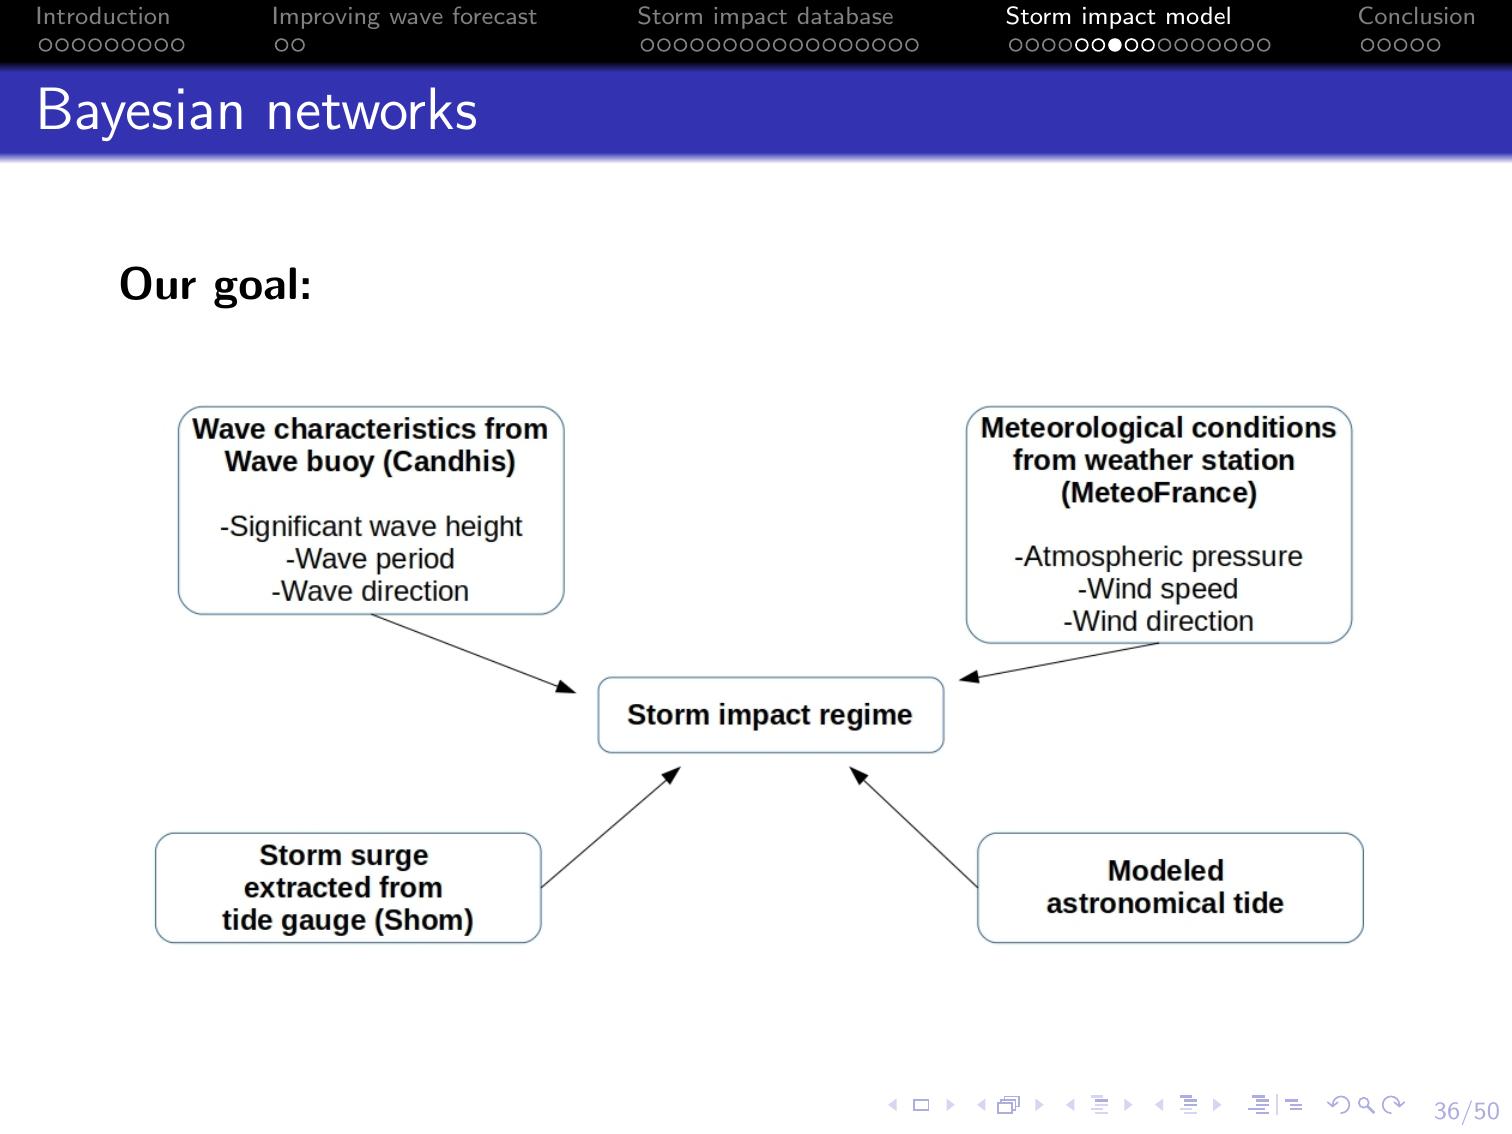 Introduction
Improving wave forecast
Storm impact database
Storm impact model
Conclusion
Bayesian networks
Our goal:
Wave characteristics from
Wave buoy (Candhis)
-Significant wave height
-Wave period
-Wave direction
Meteorological conditions
from weather station
(MeteoFrance)
-Atmospheric pressure
-Wind speed
-Wind direction
Storm impact regime
Storm surge
extracted from
tide gauge (Shom)
Modeled
astronomical tide
36/50